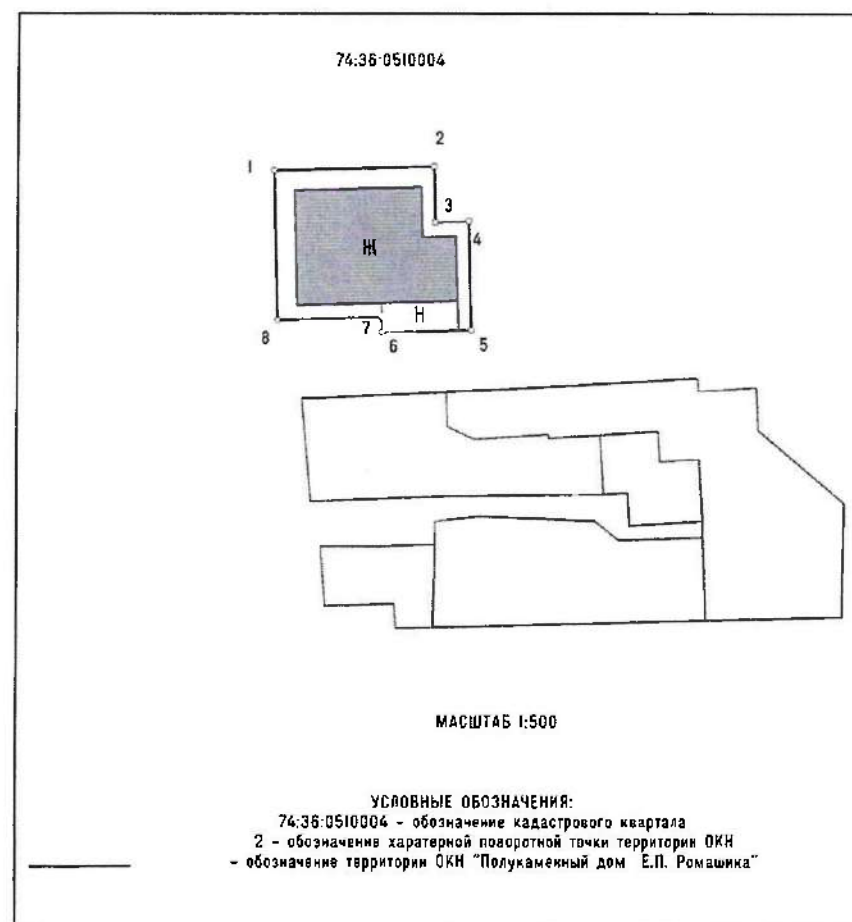 74:36:0510004
2
1
3
4
Ж
Н
7
8
6
5
МАСШТАБ 1:500
УСЛОВНЫЕ ОБОЗНАЧЕНИЯ:
74:36:0510004 - обозначение кадастрового квартала
2 - обозначение харатерной поворотной точки территории ОКН
- обозначение территории ОКН "Полукаменный дом Е.П. Ромашика"